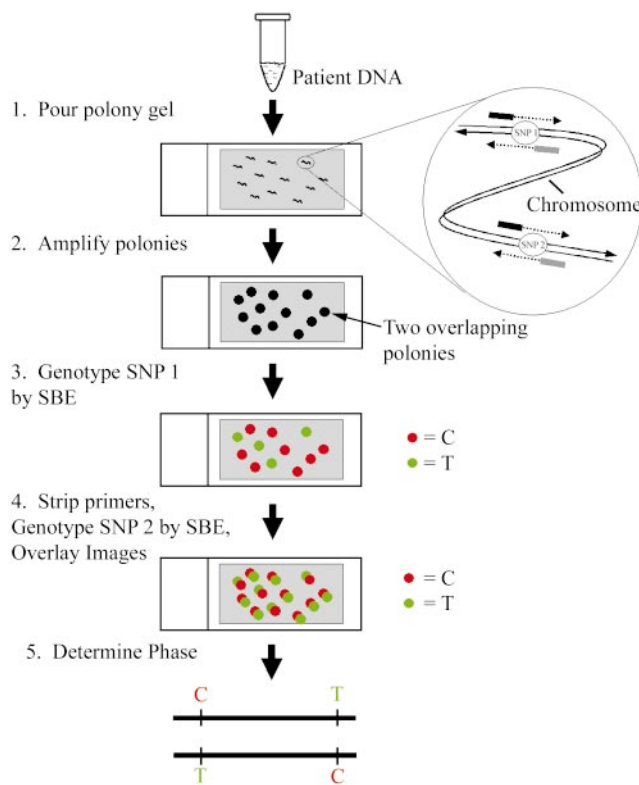 Patient DNA
1. Pour polony gel
SNP 1
Chromosome
SNP 2
2. Amplify polonies
Two overlapping
polonies
3. Genotype SNP 1
by SBE
= C
= T
4. Strip primers,
Genotype SNP 2 by SBE,
Overlay Images
= C
= T
5. Determine Phase
C T
T C